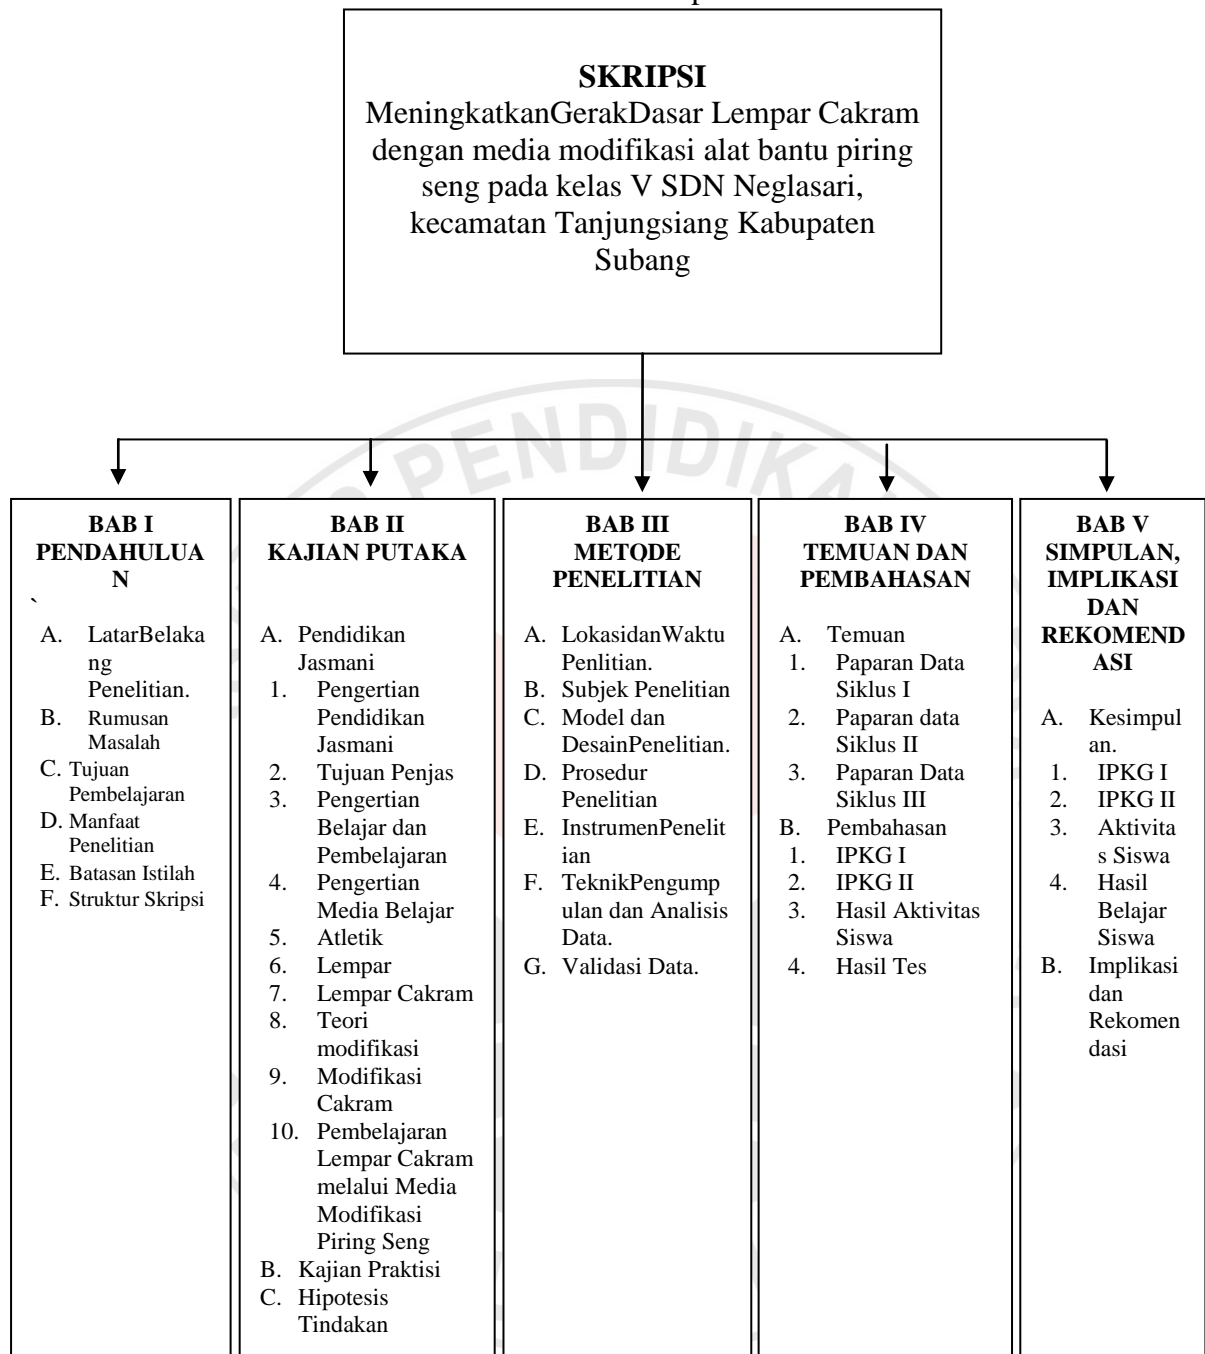 SKRIPSI
MeningkatkanGerakDasar Lempar Cakram
dengan media modifikasi alat bantu piring
seng pada kelas V SDN Neglasari,
kecamatan Tanjungsiang Kabupaten
Subang
BAB I
PENDAHULUA
N
`
A. LatarBelaka
ng
Penelitian.
B. Rumusan
Masalah
C. Tujuan
Pembelajaran
D. Manfaat
Penelitian
E. Batasan Istilah
F. Struktur Skripsi
BAB II
KAJIAN PUTAKA
A. Pendidikan
Jasmani
1. Pengertian
Pendidikan
Jasmani
2. Tujuan Penjas
3. Pengertian
Belajar dan
Pembelajaran
4. Pengertian
Media Belajar
5. Atletik
6. Lempar
7. Lempar Cakram
8. Teori
modifikasi
9. Modifikasi
Cakram
10. Pembelajaran
Lempar Cakram
melalui Media
Modifikasi
Piring Seng
B. Kajian Praktisi
C. Hipotesis
Tindakan
BAB III
METODE
PENELITIAN
A. LokasidanWaktu
Penlitian.
B. Subjek Penelitian
C. Model dan
DesainPenelitian.
D. Prosedur
Penelitian
E. InstrumenPenelit
ian
F. TeknikPengump
ulan dan Analisis
Data.
G. Validasi Data.
BAB IV
TEMUAN DAN
PEMBAHASAN
A. Temuan
1. Paparan Data
Siklus I
2. Paparan data
Siklus II
3. Paparan Data
Siklus III
B. Pembahasan
1. IPKG I
2. IPKG II
3. Hasil Aktivitas
Siswa
4. Hasil Tes
BAB V
SIMPULAN,
IMPLIKASI
DAN
REKOMEND
ASI
A. Kesimpul
an.
1. IPKG I
2. IPKG II
3. Aktivita
s Siswa
4. Hasil
Belajar
Siswa
B. Implikasi
dan
Rekomen
dasi
PENDIDIKA